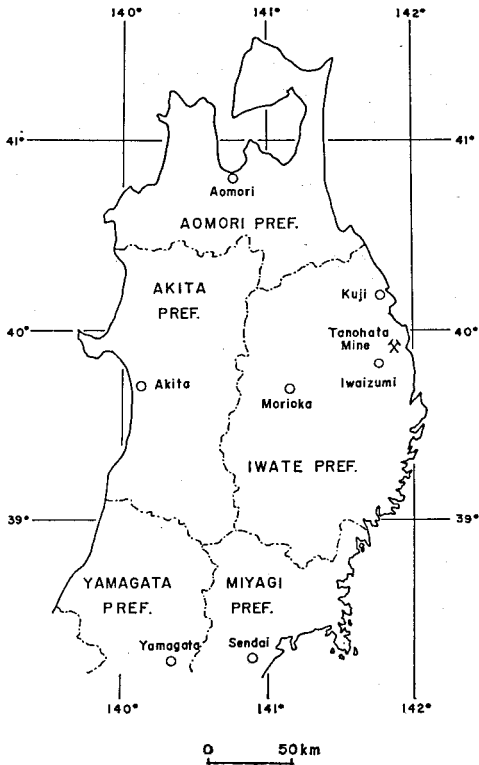 140°
141°
142°
41°
41°
Aomori
AOMORI PREF.
AKITA
PREF.
Kuji
40°
40°
Tanohata
Mine
Iwaizumi
Akita
Morioka
IWATE PREF.
39°
39°
YAMAGATA
PREF.
MIYAGI
PREF.
Yamagata
Sendai
140°
141°
142°
0 50km